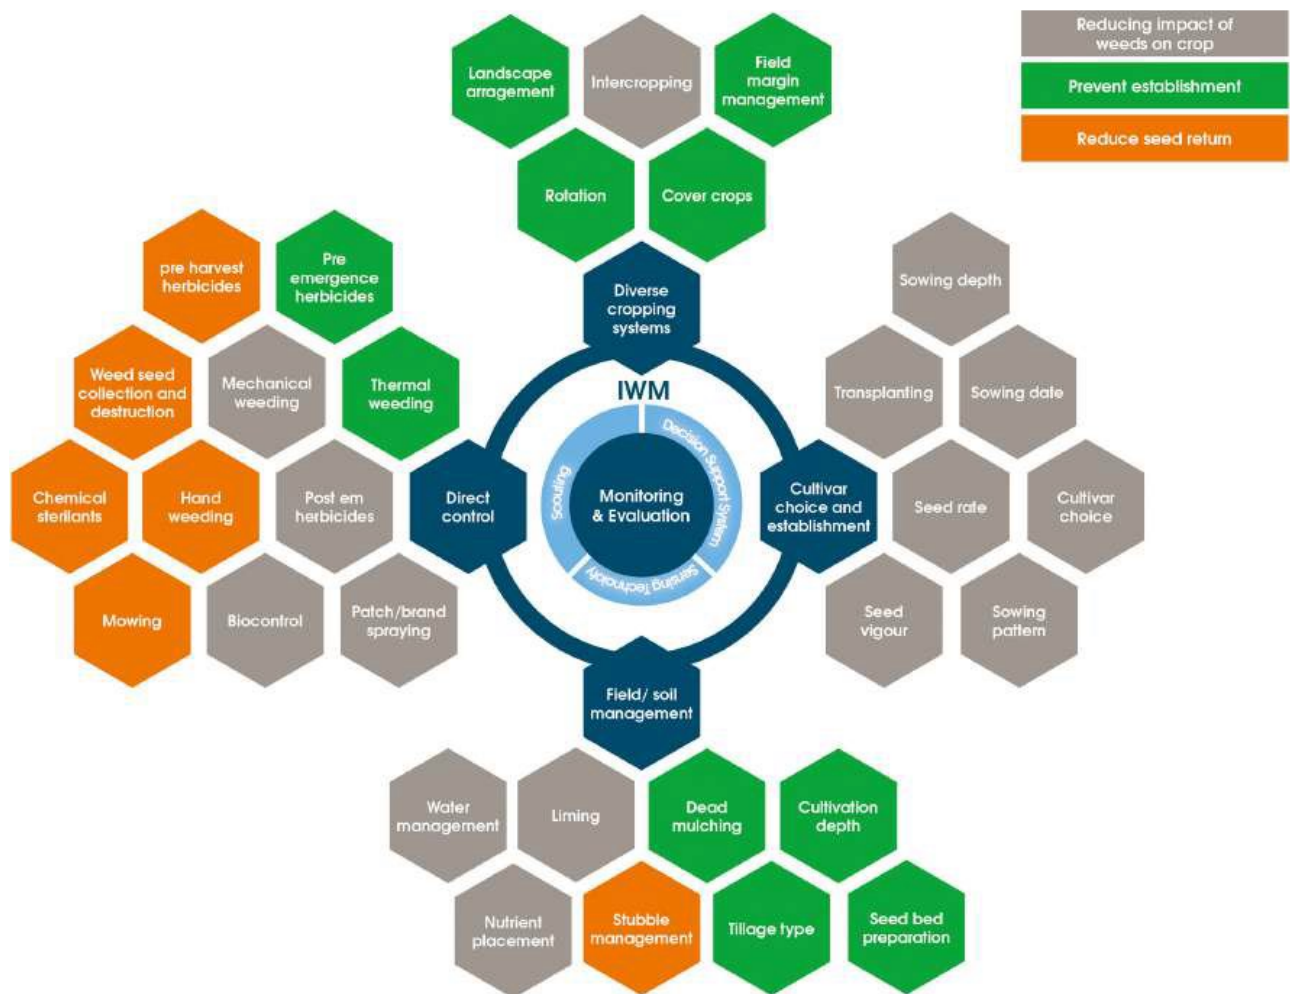 Reducing impact of
weeds on crop
Prevent establishment
Reduce seed return
Landscape
arragement
Intercropping
Field
margin
management
Rotation
Cover crops
Diverse
cropping
systems
pre harvest
herbicides
Pre
emergence
herbicides
Weed seed
collection and
destruction
Mechanical
weeding
Thermal
weeding
Chemical
sterilants
Hand
weeding
Post em
herbicides
Direct
control
Mowing
Biocontrol
Patch/brand
spraying
IWM
Scouting
Decision Support System
Sensing Technololy
Monitoring
& Evaluation
Cultivar
choice and
establishment
Sowing depth
Transplanting
Sowing date
Seed rate
Cultivar
choice
Seed
vigour
Sowing
pattern
Field/ soil
management
Water
management
Liming
Dead
mulching
Cultivation
depth
Nutrient
placement
Stubble
management
Tillage type
Seed bed
preparation